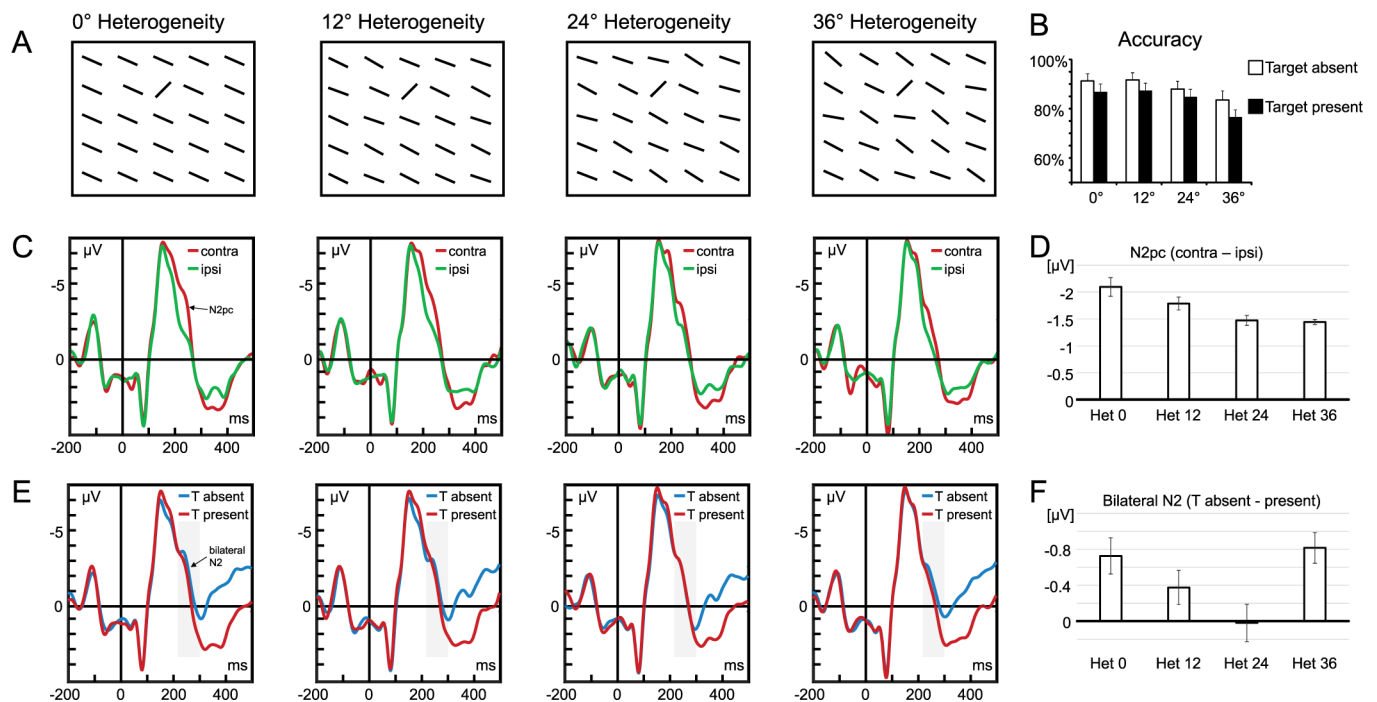 0° Heterogeneity
12° Heterogeneity
24° Heterogeneity
36° Heterogeneity
A
B
Accuracy
100%
80%
60%
Target absent
Target present
0°
12°
24°
36°
C
µV
contra
ipsi
-5
N2pc
0
ms
-200
0
200
400
µV
contra
ipsi
-5
0
ms
-200
0
200
400
µV
contra
ipsi
-5
0
ms
-200
0
200
400
µV
contra
ipsi
-5
0
ms
-200
0
200
400
D
N2pc (contra – ipsi)
[µV]
-2
-1.5
-1
-0.5
0
Het 0
Het 12
Het 24
Het 36
E
µV
T absent
T present
-5
bilateral
N2
0
ms
-200
0
200
400
µV
T absent
T present
-5
0
ms
-200
0
200
400
µV
T absent
T present
-5
0
ms
-200
0
200
400
µV
T absent
T present
-5
0
ms
-200
0
200
400
F
Bilateral N2 (T absent - present)
[µV]
-0.8
-0.4
0
Het 0
Het 12
Het 24
Het 36